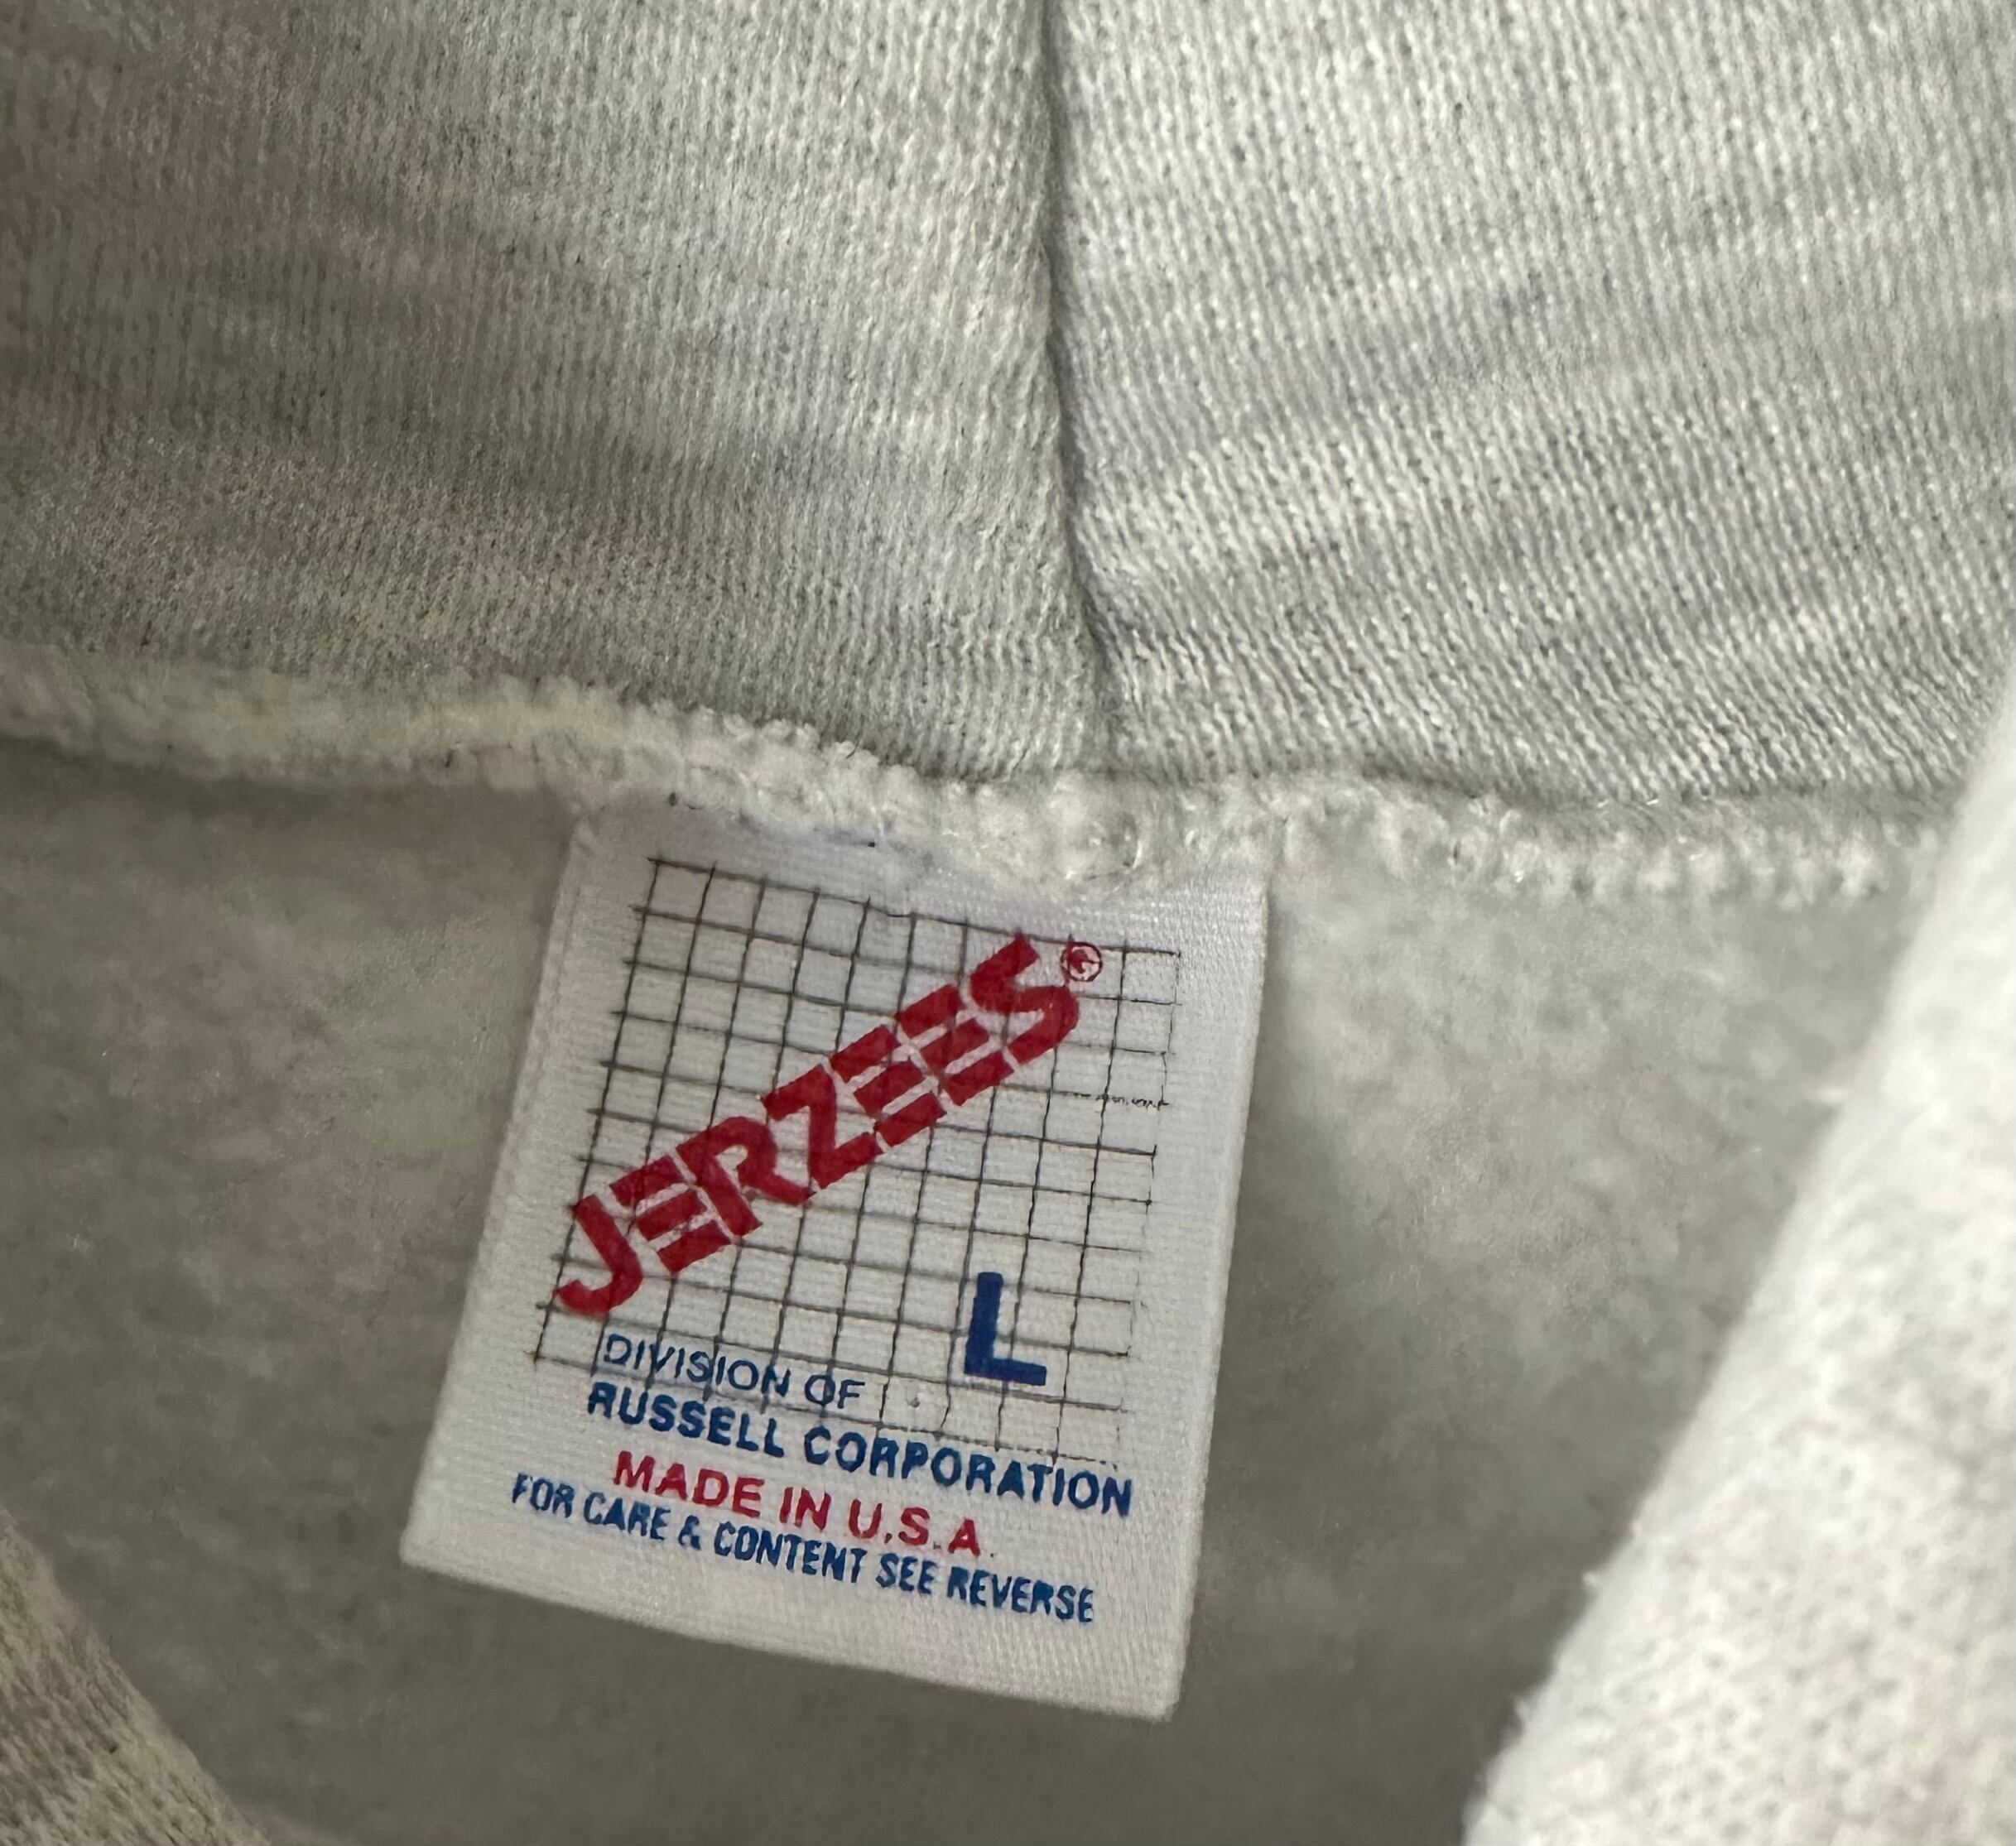 JERZEES®
L
DIVISION OF
RUSSELL CORPORATION
MADE IN U.S.A.
FOR CARE & CONTENT SEE REVERSE